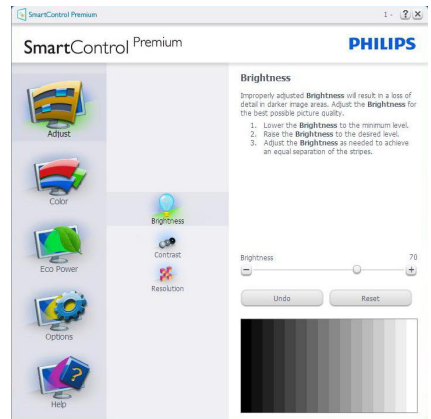 SmartControl Premium
1 -
?
X
SmartControl Premium
PHILIPS
Adjust
Color
Eco Power
Options
Help
Brightness
Contrast
Resolution
Brightness
Improperly adjusted Brightness will result in a loss of
detail in darker image areas. Adjust the Brightness for
the best possible picture quality.
1. Lower the Brightness to the minimum level.
2. Raise the Brightness to the desired level.
3. Adjust the Brightness as needed to achieve
an equal separation of the stripes.
Brightness 70
Undo Reset